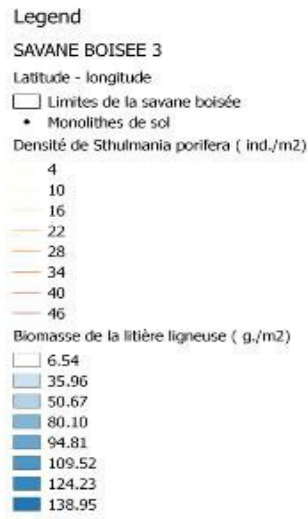 Legend
SAVANE BOISEE 3
Latitude - longitude
Limites de la savane boisée
Monolithes de sol
Densité de Sthulmania porifera ( ind./m2)
4
10
16
22
28
34
40
46
Biomasse de la litière ligneuse ( g./m2)
6.54
35.96
50.67
80.10
94.81
109.52
124.23
138.95